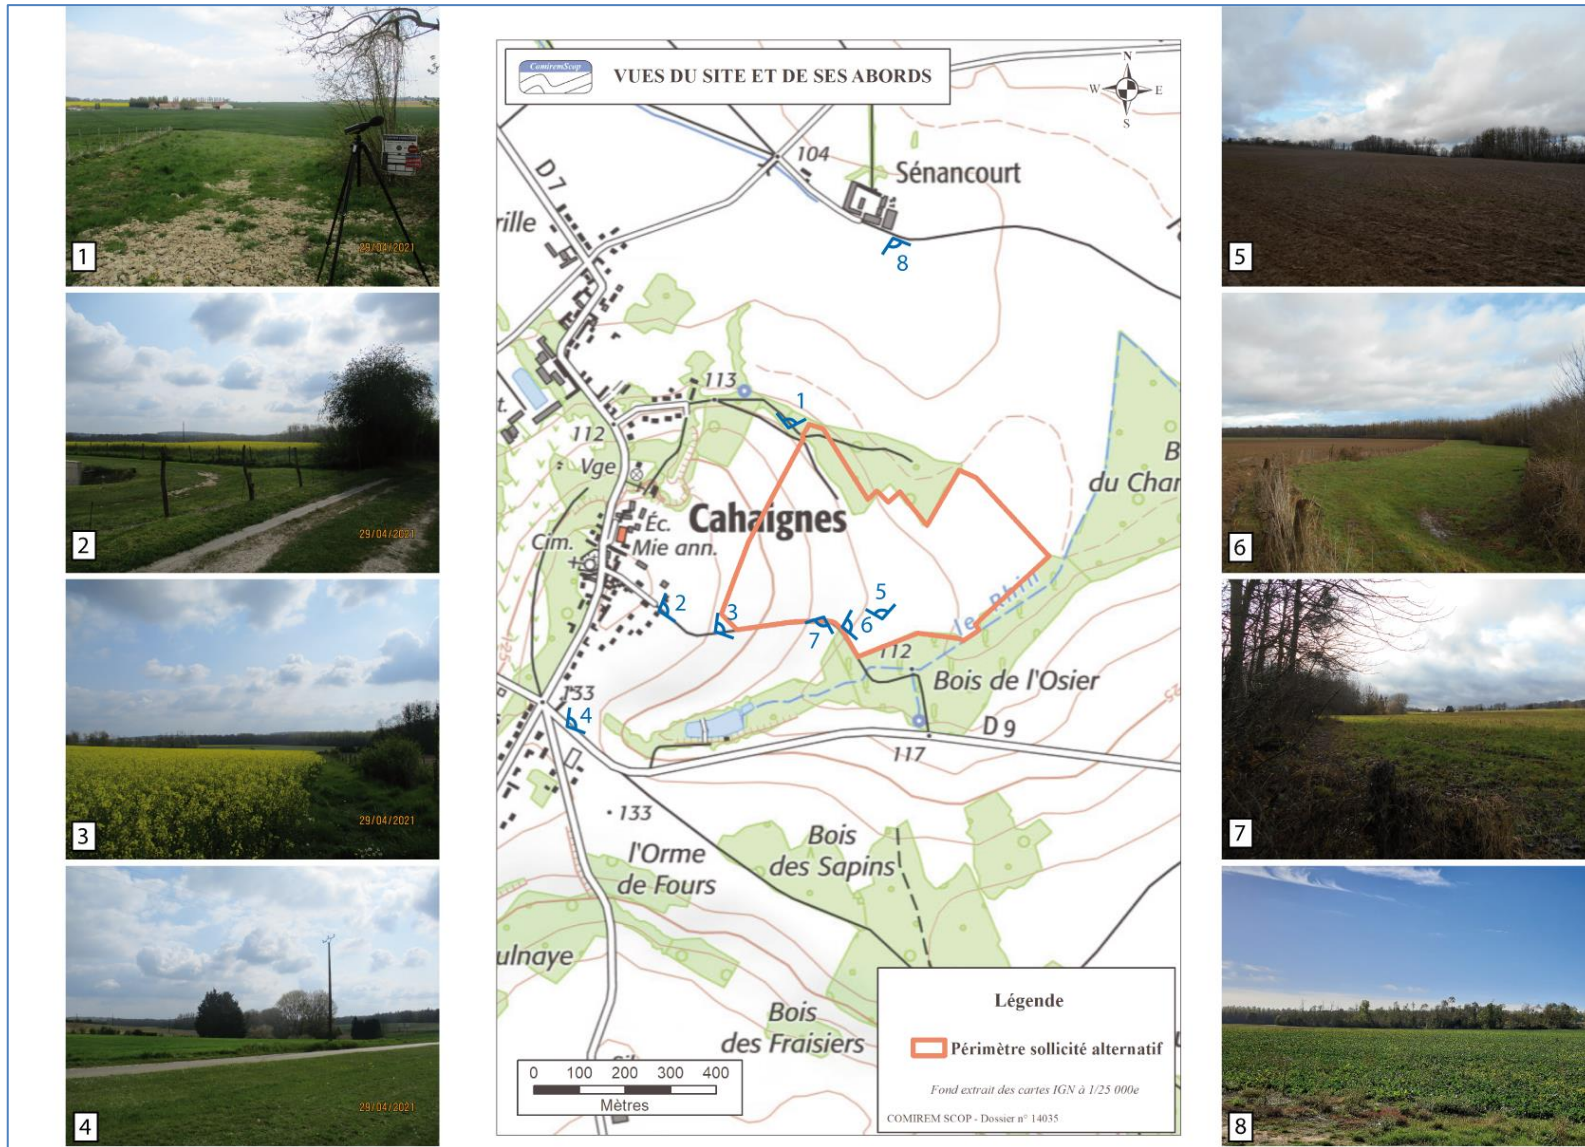 ComiremScop
VUES DU SITE ET DE SES ABORDS
N
W
E
S
1
29/04/2021
2
29/04/2021
3
29/04/2021
4
29/04/2021
5
6
7
8
D 7
104
Sénancourt
rille
8
113
1
t.
112
Vge
B
du Char
Cahaignes
Éc.
Mie ann.
Cim.
le Rhin
125
2
3
5
6
7
112
Bois de l'Osier
133
4
D 9
117
25
133
l'Orme
de Fours
Bois
des Sapins
ulnaye
Bois
des Fraisiers
0 100 200 300 400
Mètres
Légende
Périmètre sollicité alternatif
Fond extrait des cartes IGN à 1/25 000e
COMIREM SCOP - Dossier n° 14035